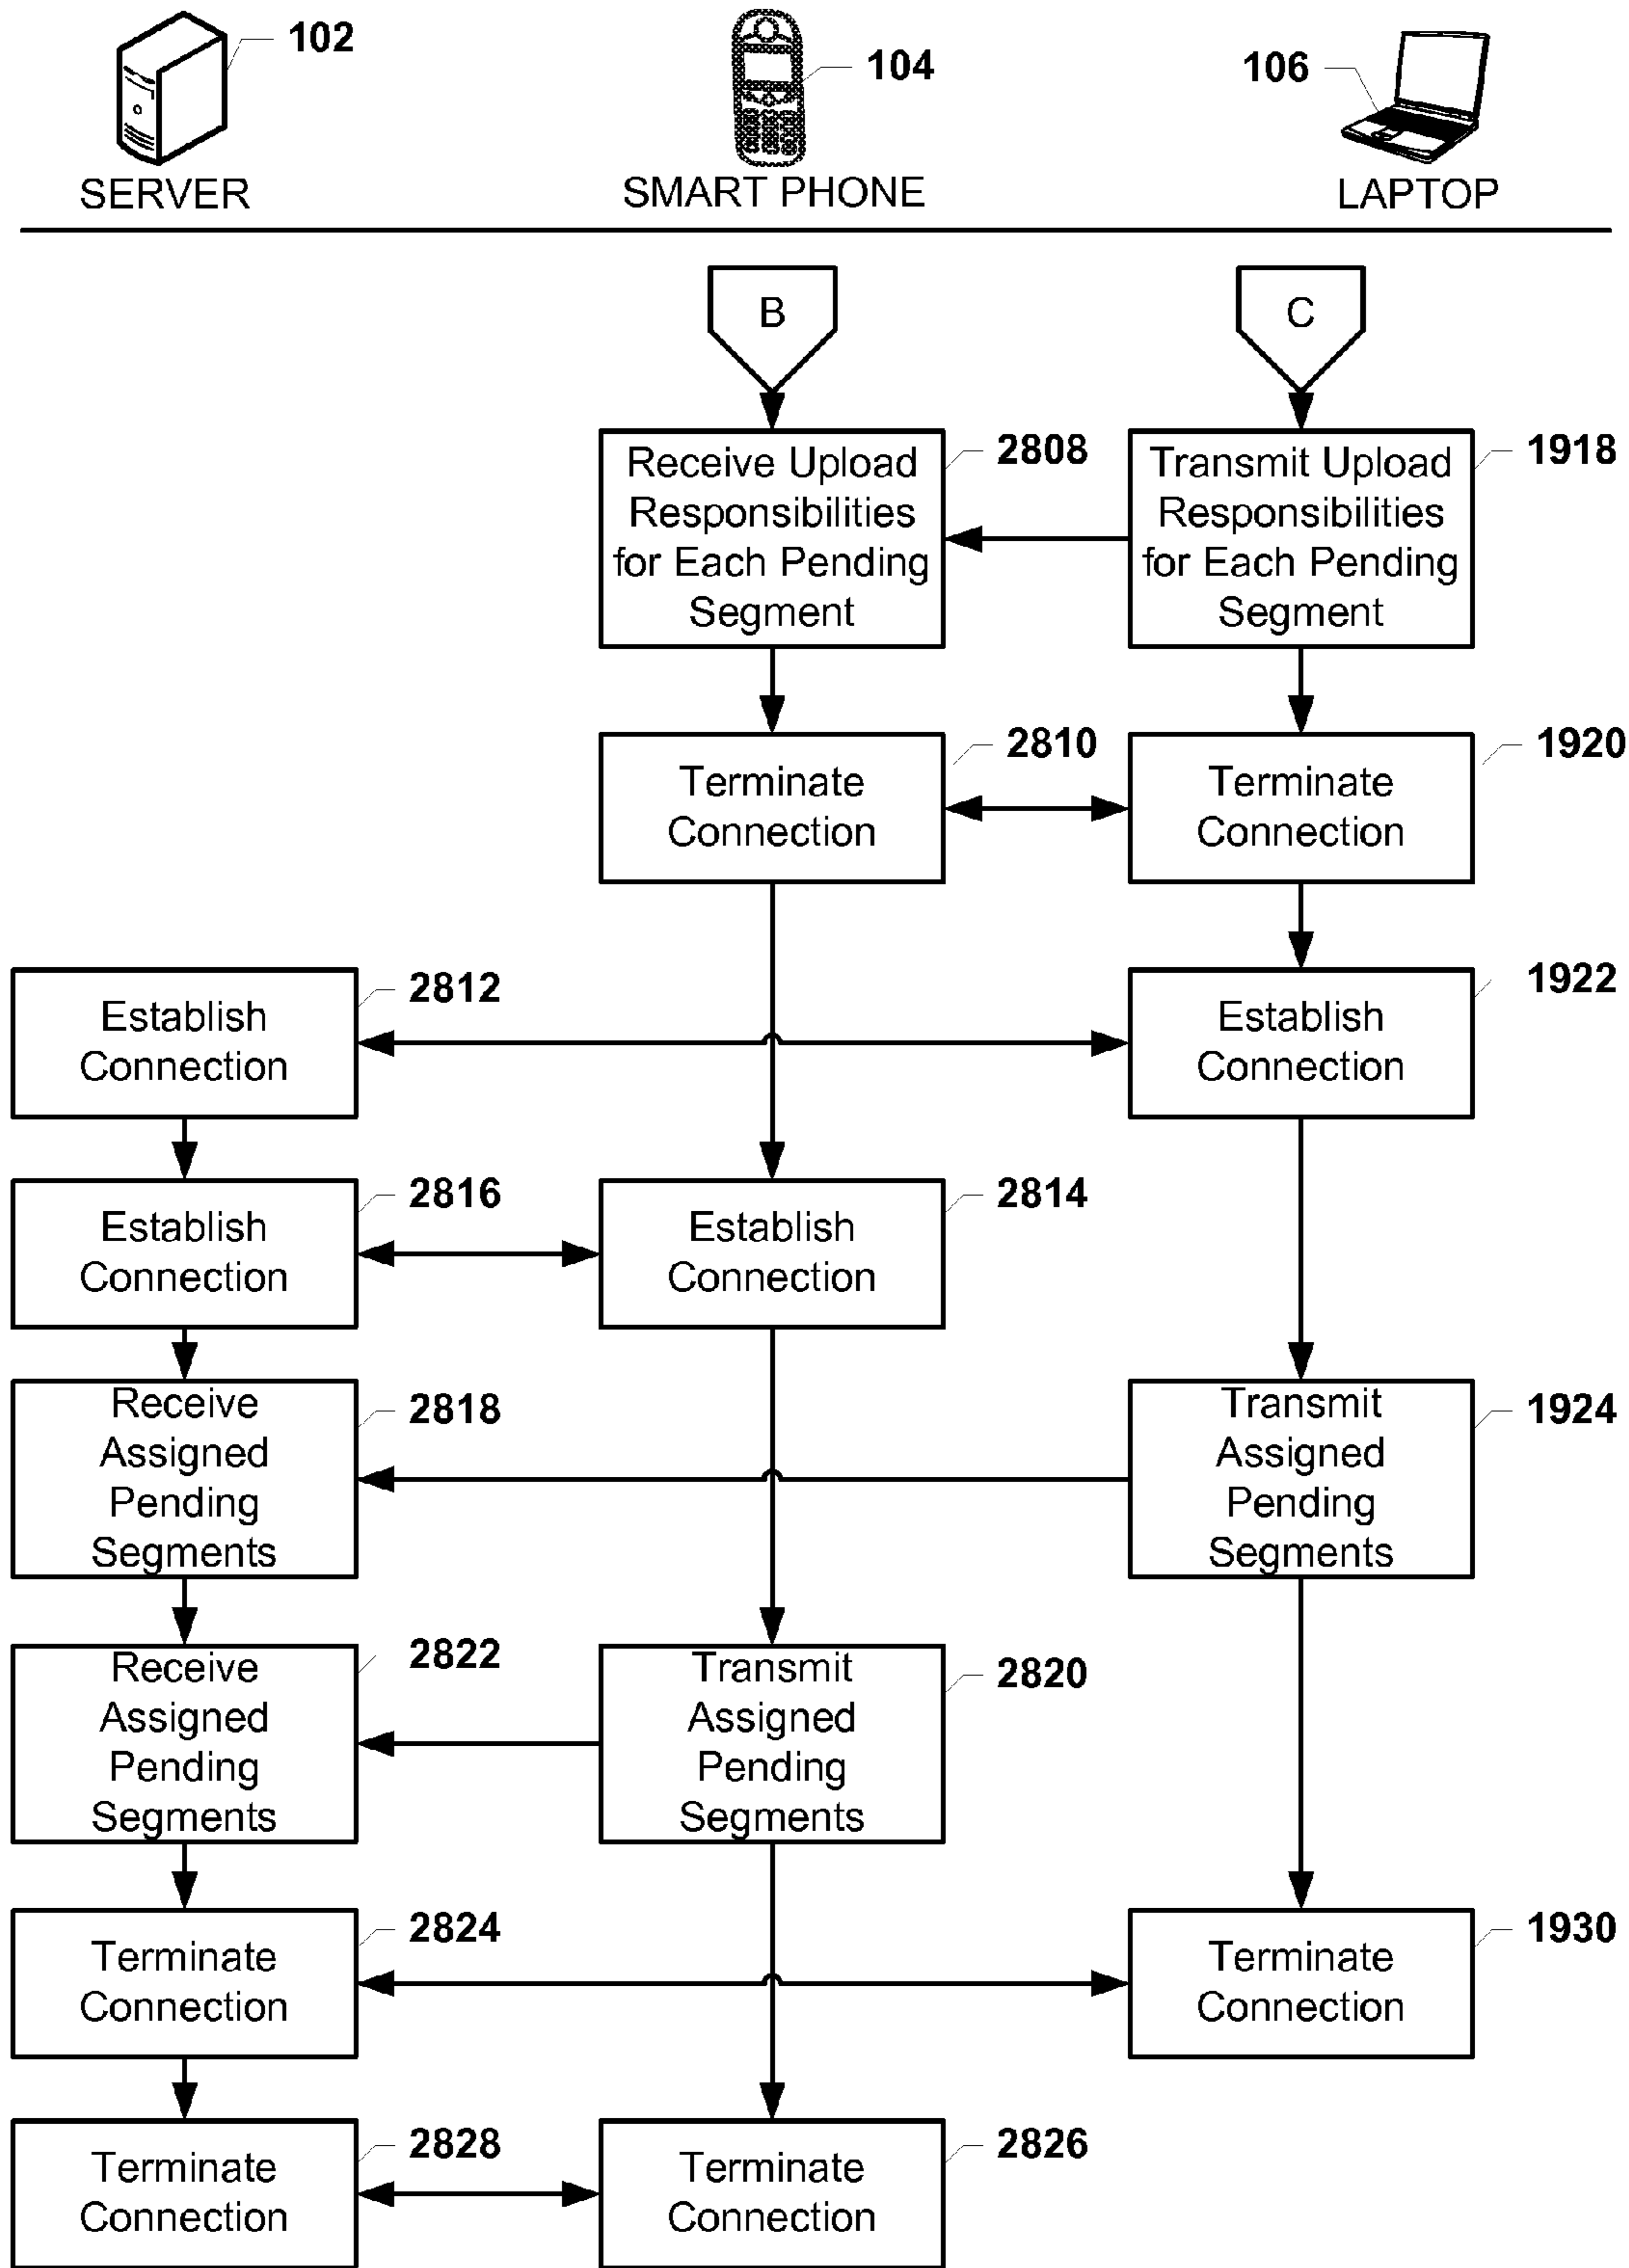 102
104
106
SERVER
SMART PHONE
LAPTOP
B
C
Receive Upload
Responsibilities
for Each Pending
Segment
2808
Transmit Upload
Responsibilities
for Each Pending
Segment
1918
Terminate
Connection
2810
Terminate
Connection
1920
Establish
Connection
2812
Establish
Connection
1922
Establish
Connection
2816
Establish
Connection
2814
Receive
Assigned
Pending
Segments
2818
Transmit
Assigned
Pending
Segments
1924
Receive
Assigned
Pending
Segments
2822
Transmit
Assigned
Pending
Segments
2820
Terminate
Connection
2824
Terminate
Connection
1930
Terminate
Connection
2828
Terminate
Connection
2826